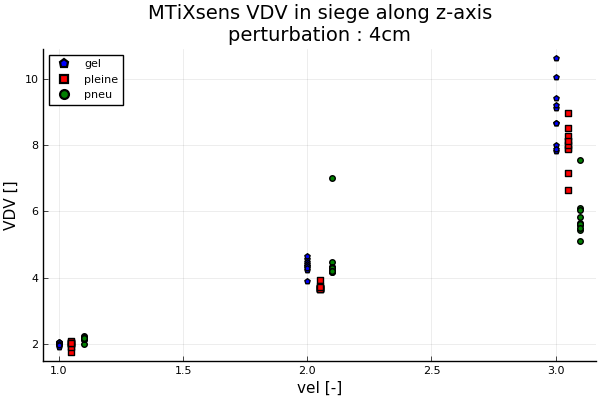 MTiXsens VDV in siege along z-axis
perturbation : 4cm
gel
pleine
pneu
VDV []
10
8
6
4
2
1.0
1.5
2.0
2.5
3.0
vel [-]